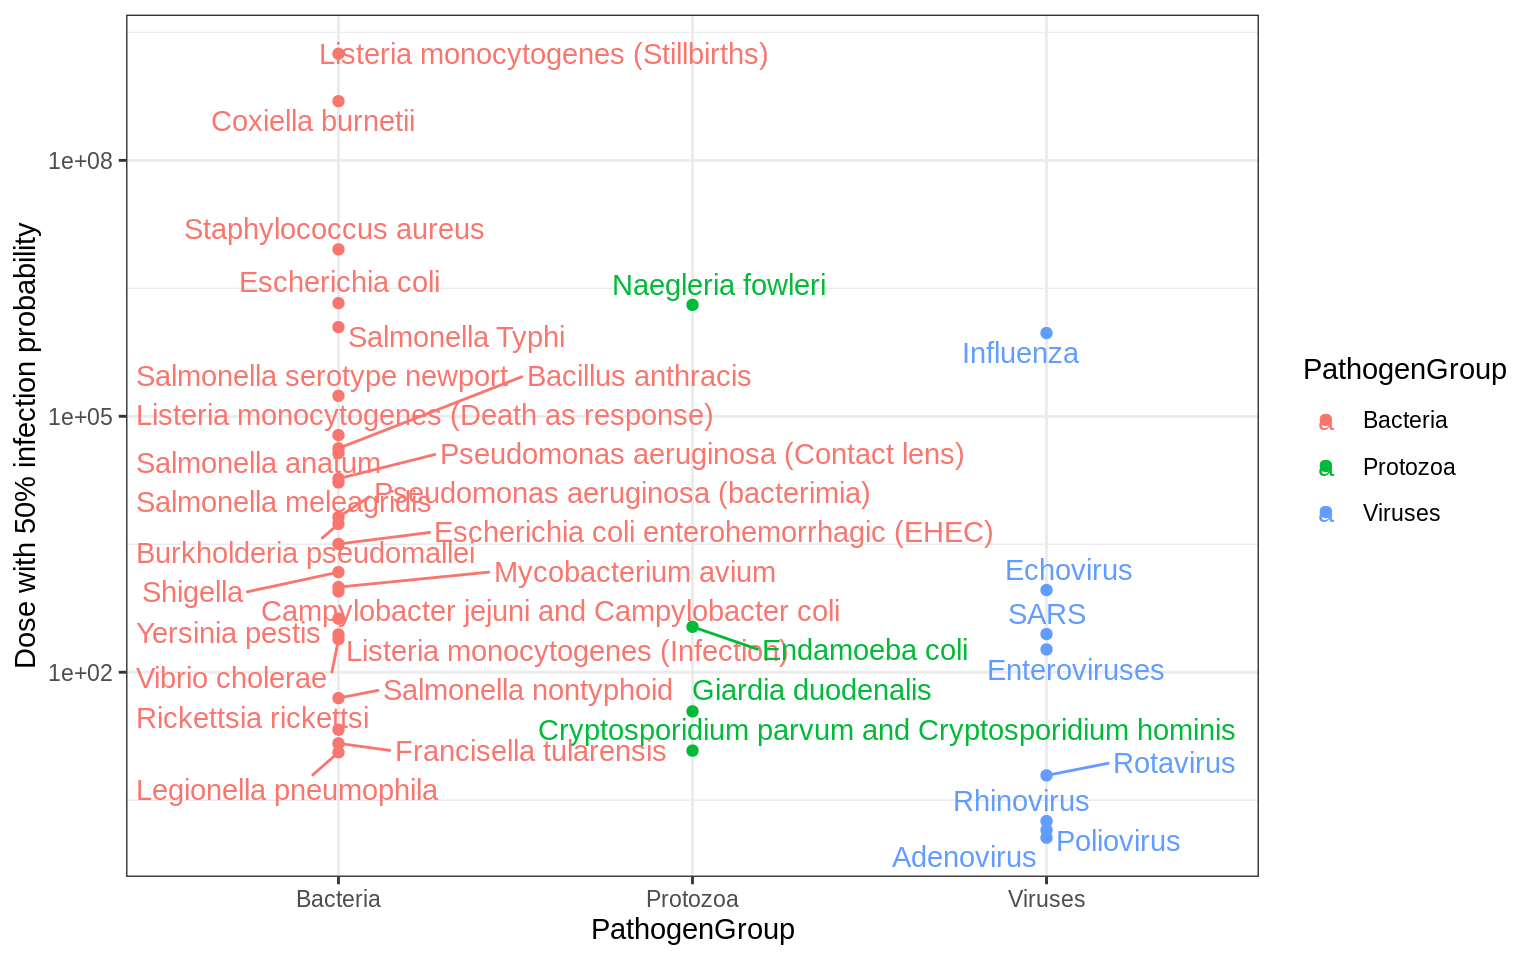 Listeria monocytogenes (Stillbirths)
Coxiella burnetii
1e+08
Staphylococcus aureus
Escherichia coli
Naegleria fowleri
Salmonella Typhi
Influenza
Salmonella serotype newport
Bacillus anthracis
1e+05
Listeria monocytogenes (Death as response)
Salmonella anatum
Pseudomonas aeruginosa (Contact lens)
Salmonella meleagridis
Pseudomonas aeruginosa (bacterimia)
Escherichia coli enterohemorrhagic (EHEC)
Burkholderia pseudomallei
Mycobacterium avium
Echovirus
Shigella
Campylobacter jejuni and Campylobacter coli
SARS
Yersinia pestis
Listeria monocytogenes (Infection)
Endamoeba coli
1e+02
Vibrio cholerae
Enteroviruses
Salmonella nontyphoid
Giardia duodenalis
Rickettsia rickettsi
Cryptosporidium parvum and Cryptosporidium hominis
Francisella tularensis
Rotavirus
Legionella pneumophila
Rhinovirus
Poliovirus
Adenovirus
Bacteria
Protozoa
Viruses
PathogenGroup
Dose with 50% infection probability
PathogenGroup
a Bacteria
a Protozoa
a Viruses